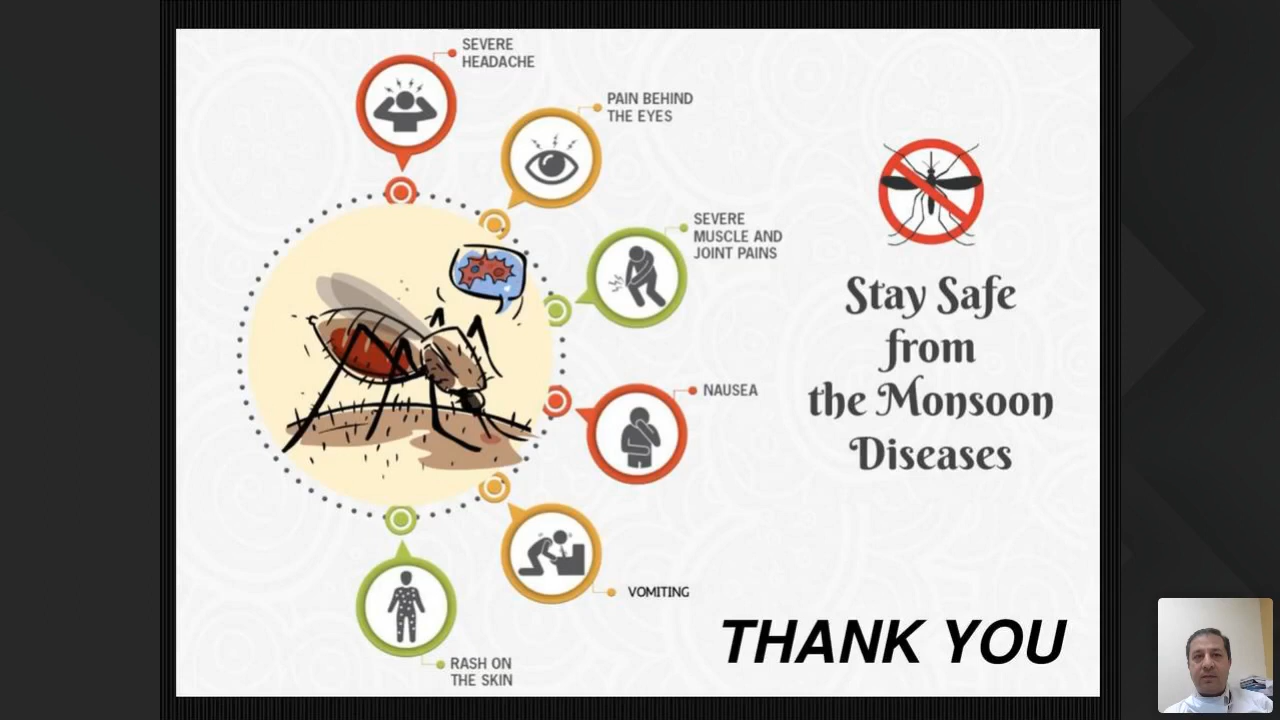 SEVERE
HEADACHE
PAIN BEHIND
THE EYES
SEVERE
MUSCLE AND
JOINT PAINS
NAUSEA
VOMITING
RASH ON
THE SKIN
Stay Safe
from
the Monsoon
Diseases
THANK YOU